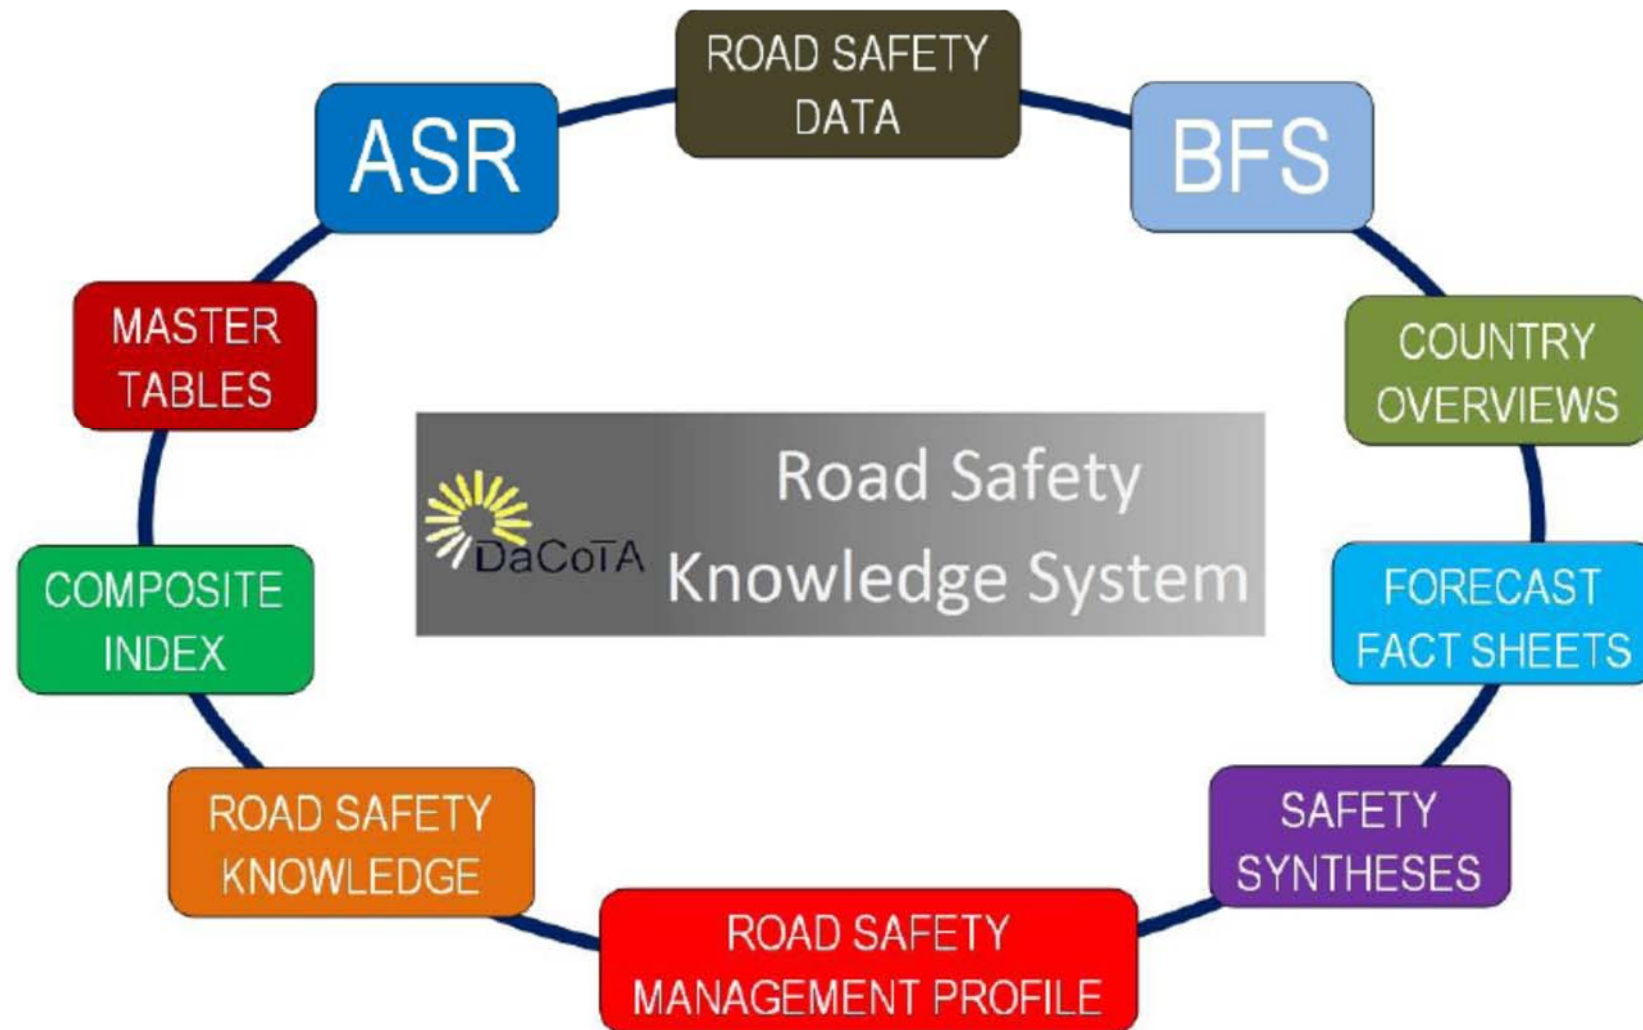 ROAD SAFETY
DATA
ASR
BFS
MASTER
TABLES
COUNTRY
OVERVIEWS
DaCoTA
Road Safety
Knowledge System
COMPOSITE
INDEX
FORECAST
FACT SHEETS
ROAD SAFETY
KNOWLEDGE
SAFETY
SYNTHESES
ROAD SAFETY
MANAGEMENT PROFILE